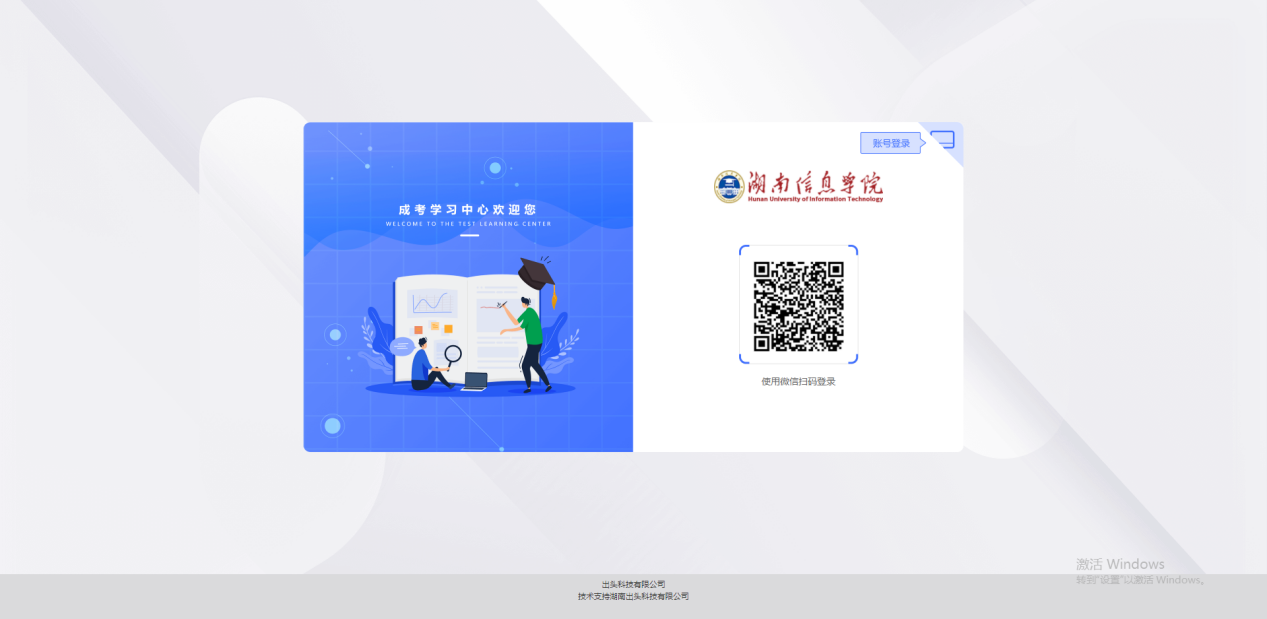 账号登录
湖南信息学院
Hunan University of Information Technology
成考学习中心欢迎您
WELCOME TO THE TEST LEARNING CENTER
使用微信扫码登录
激活 Windows
转到"设置"以激活 Windows。
出头科技有限公司
技术支持湖南出头科技有限公司